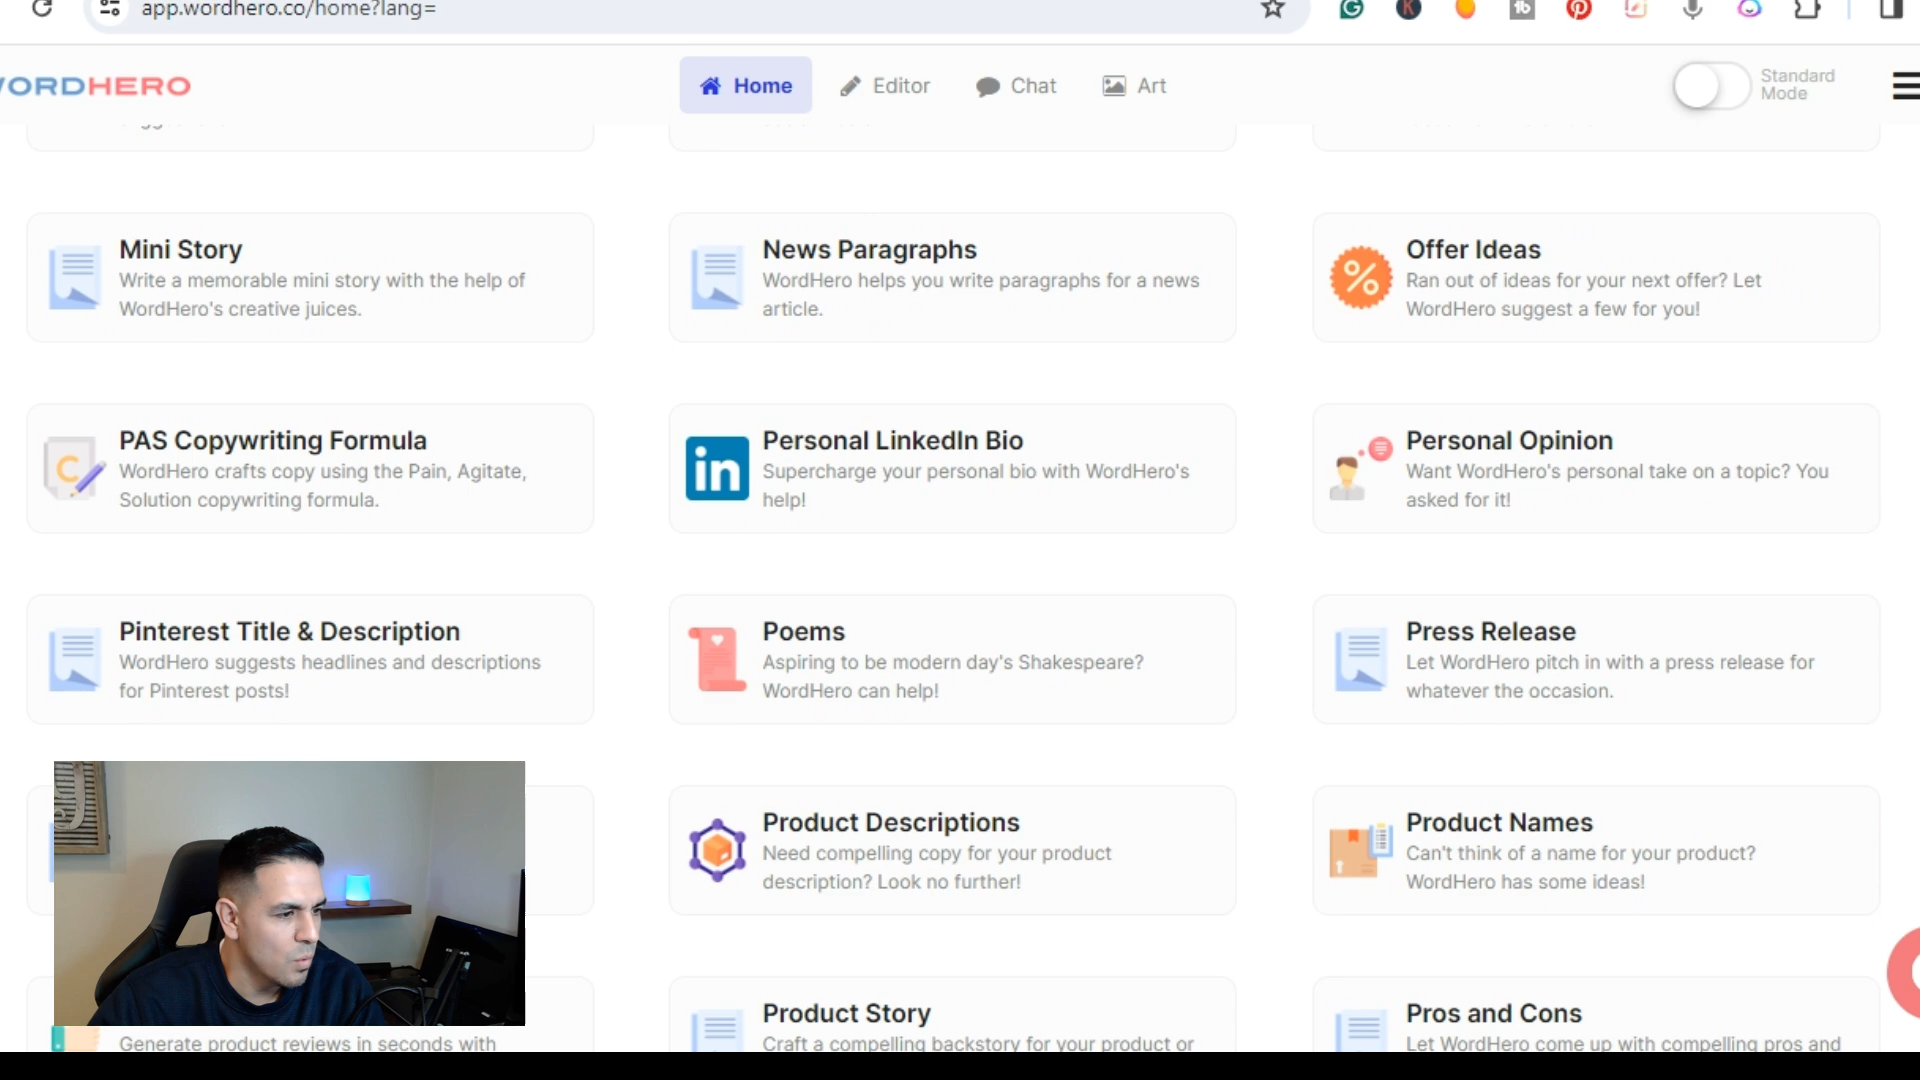 app.wordhero.co/home?lang=
WORDHERO
Home
Editor
Chat
Art
Standard
Mode
Mini Story
Write a memorable mini story with the help of
WordHero's creative juices.
News Paragraphs
WordHero helps you write paragraphs for a news
article.
Offer Ideas
Ran out of ideas for your next offer? Let
WordHero suggest a few for you!
PAS Copywriting Formula
WordHero crafts copy using the Pain, Agitate,
Solution copywriting formula.
Personal LinkedIn Bio
Supercharge your personal bio with WordHero's
help!
Personal Opinion
Want WordHero's personal take on a topic? You
asked for it!
Pinterest Title & Description
WordHero suggests headlines and descriptions
for Pinterest posts!
Poems
Aspiring to be modern day's Shakespeare?
WordHero can help!
Press Release
Let WordHero pitch in with a press release for
whatever the occasion.
Product Descriptions
Need compelling copy for your product
description? Look no further!
Product Names
Can't think of a name for your product?
WordHero has some ideas!
Generate product reviews in seconds with
Product Story
Craft a compelling backstory for your product or
Pros and Cons
Let WordHero come up with compelling pros and